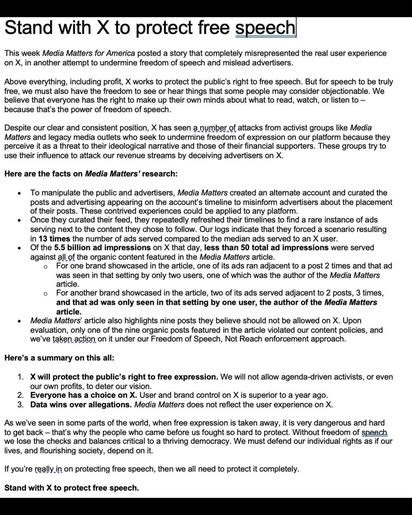 Stand with X to protect free speech
This week Media Matters for America posted a story that completely misrepresented the real user experience
on X, in another attempt to undermine freedom of speech and mislead advertisers.
Above everything, including profit, X works to protect the public's right to free speech. But for speech to be truly
free, we must also have the freedom to see or hear things that some people may consider objectionable. We
believe that everyone has the right to make up their own minds about what to read, watch, or listen to –
because that's the power of freedom of speech.
Despite our clear and consistent position, X has seen a number of attacks from activist groups like Media
Matters and legacy media outlets who seek to undermine freedom of expression on our platform because they
perceive it as a threat to their ideological narrative and those of their financial supporters. These groups try to
use their influence to attack our revenue streams by deceiving advertisers on X.
Here are the facts on Media Matters' research:
• To manipulate the public and advertisers, Media Matters created an alternate account and curated the
posts and advertising appearing on the account's timeline to misinform advertisers about the placement
of their posts. These contrived experiences could be applied to any platform.
• Once they curated their feed, they repeatedly refreshed their timelines to find a rare instance of ads
serving next to the content they chose to follow. Our logs indicate that they forced a scenario resulting
in 13 times the number of ads served compared to the median ads served to an X user.
• Of the 5.5 billion ad impressions on X that day, less than 50 total ad impressions were served
against all of the organic content featured in the Media Matters article.
o For one brand showcased in the article, one of its ads ran adjacent to a post 2 times and that ad
was seen in that setting by only two users, one of which was the author of the Media Matters
article.
o For another brand showcased in the article, two of its ads served adjacent to 2 posts, 3 times,
and that ad was only seen in that setting by one user, the author of the Media Matters
article.
• Media Matters' article also highlights nine posts they believe should not be allowed on X. Upon
evaluation, only one of the nine organic posts featured in the article violated our content policies, and
we've taken action on it under our Freedom of Speech, Not Reach enforcement approach.
Here's a summary on this all:
1. X will protect the public's right to free expression. We will not allow agenda-driven activists, or even
our own profits, to deter our vision.
2. Everyone has a choice on X. User and brand control on X is superior to a year ago.
3. Data wins over allegations. Media Matters does not reflect the user experience on X.
As we've seen in some parts of the world, when free expression is taken away, it is very dangerous and hard
to get back – that's why the people who came before us fought so hard to protect. Without freedom of speech
we lose the checks and balances critical to a thriving democracy. We must defend our individual rights as if our
lives, and flourishing society, depend on it.
If you're really in on protecting free speech, then we all need to protect it completely.
Stand with X to protect free speech.